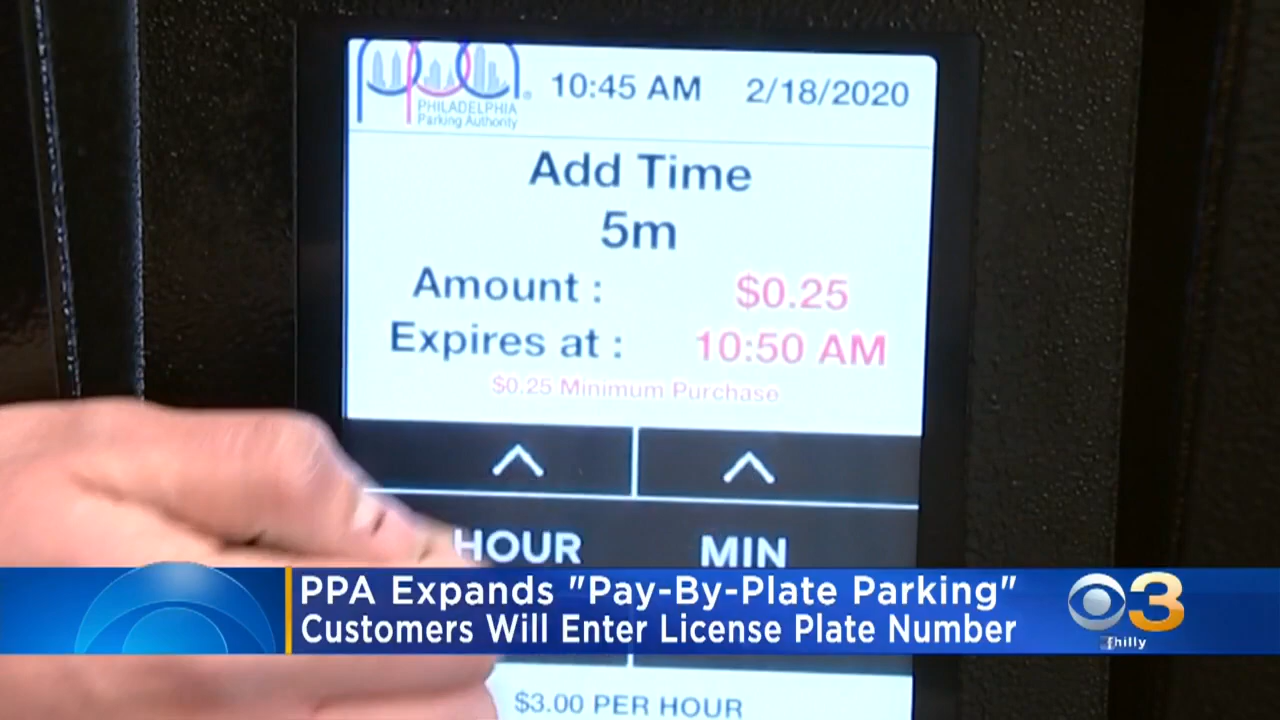 ppa®
PHILADELPHIA
Parking Authority
10:45 AM 2/18/2020
Add Time
5m
Amount : $0.25
Expires at : 10:50 AM
$0.25 Minimum Purchase
HOUR MIN
PPA Expands "Pay-By-Plate Parking"
Customers Will Enter License Plate Number
3
Philly
$3.00 PER HOUR